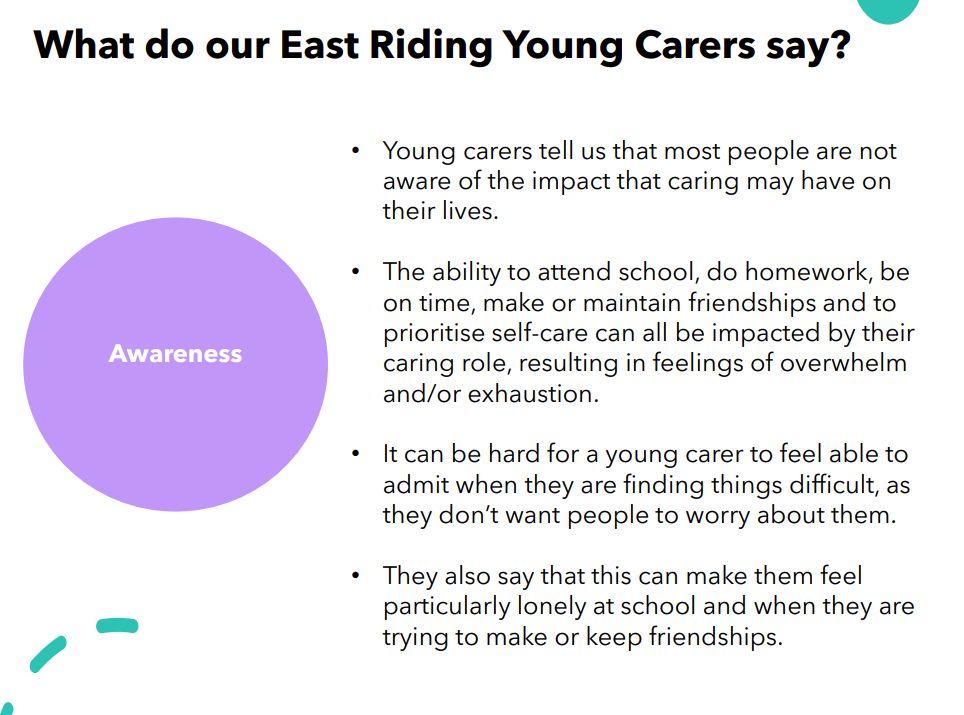 What do our East Riding Young Carers say?
Awareness
• Young carers tell us that most people are not
aware of the impact that caring may have on
their lives.
• The ability to attend school, do homework, be
on time, make or maintain friendships and to
prioritise self-care can all be impacted by their
caring role, resulting in feelings of overwhelm
and/or exhaustion.
• It can be hard for a young carer to feel able to
admit when they are finding things difficult, as
they don’t want people to worry about them.
• They also say that this can make them feel
particularly lonely at school and when they are
trying to make or keep friendships.